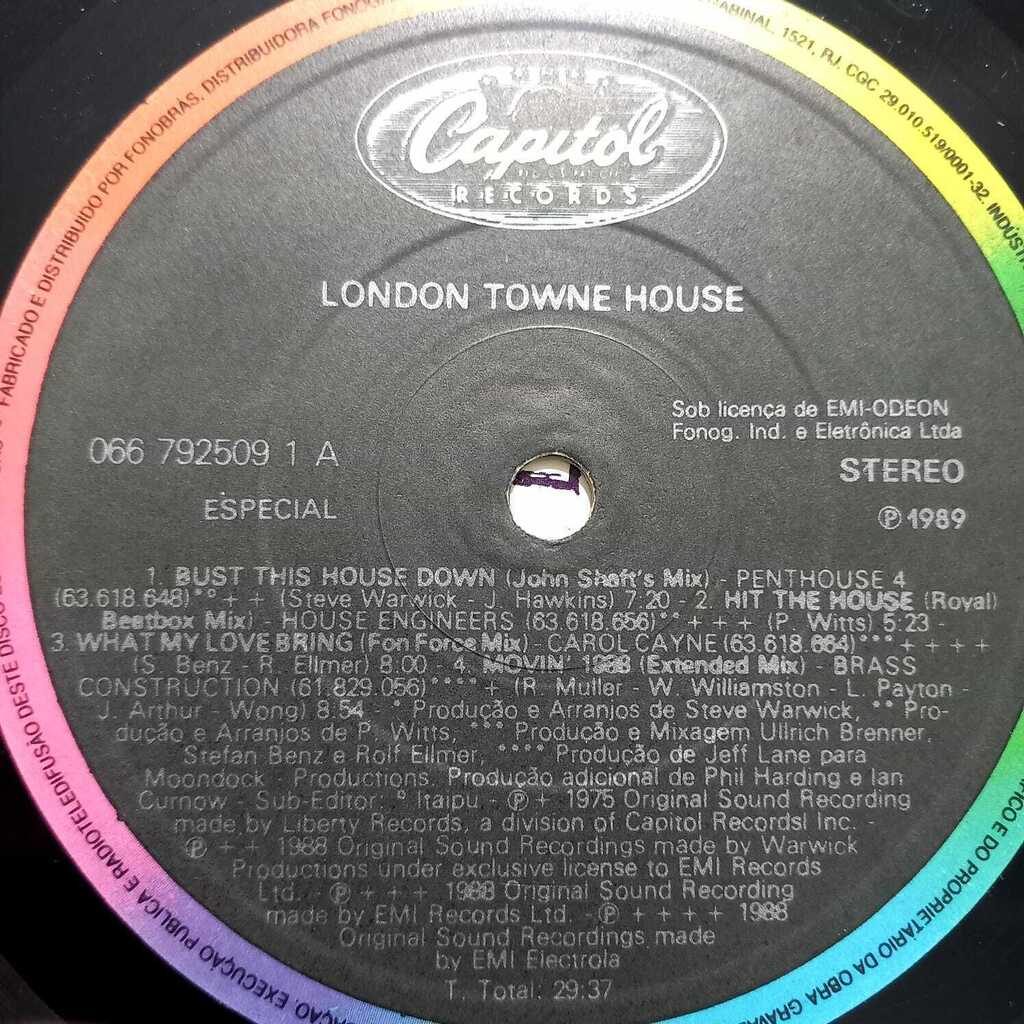 FABRICADO E DISTRIBUIDO POR FONOBRÁS, DISTRIBUIDORA FONOG
ABINAL, 1521, RJ. CGC 29.010.519/0001-32. INDÚST
Capitol
RECORDS
LONDON TOWNE HOUSE
Sob licença de EMI-ODEON
Fonog. Ind. e Eletrônica Ltda
066 792509 1 A
STEREO
ESPECIAL
℗ 1989
1. BUST THIS HOUSE DOWN (John Shaft's Mix) - PENTHOUSE 4
(63.618 648)*° + + (Steve Warwick - J. Hawkins) 7:20 - 2. HIT THE HOUSE (Royal)
Beatbox Mix) - HOUSE ENGINEERS (63.618.656)**° + + + (P. Witts) 5:23 -
3. WHAT MY LOVE BRING (Fon Force Mix) - CAROL CAYNE (63.618 664)*** + + + +
(S. Benz - R. Ellmer) 8:00 - 4. MOVIN' 1988 (Extended Mix) - BRASS
CONSTRUCTION (61.829.056)**** + (R. Muller - W. Williamston - L. Payton -
J. Arthur - Wong) 8:54 * Produção e Arranjos de Steve Warwick, ** Pro-
dução e Arranjos de P. Witts, *** Produção e Mixagem Ullrich Brenner,
Stefan Benz e Rolf Ellmer, **** Produção de Jeff Lane para
Moondock Productions, Produção adicional de Phil Harding e Ian
Curnow - Sub-Editor: ° Itaipu - ℗ + 1975 Original Sound Recording
made by Liberty Records, a division of Capitol Recordsl Inc. -
℗ + + 1988 Original Sound Recordings made by Warwick
Productions under exclusive license to EMI Records
Ltd. - ℗ + + + 1988 Original Sound Recording
made by EMI Records Ltd. - ℗ + + + + 1988
Original Sound Recordings made
by EMI Electrola
T. Total: 29:37
E DO PROPRIETÁRIO DA OBRA GRAVA
AÇÃO, EXECUÇÃO PÚBLICA E RADIOTELEDIFUSÃO DESTE DISCO